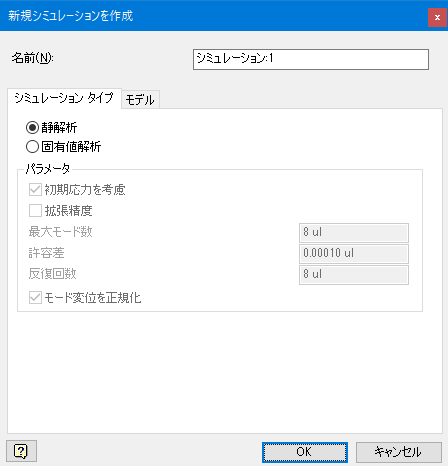 新規シミュレーションを作成
名前(N):
シミュレーション:1
シミュレーション タイプ モデル
静解析
固有値解析
パラメータ
初期応力を考慮
拡張精度
最大モード数 8 ul
許容差 0.00010 ul
反復回数 8 ul
モード変位を正規化
OK キャンセル